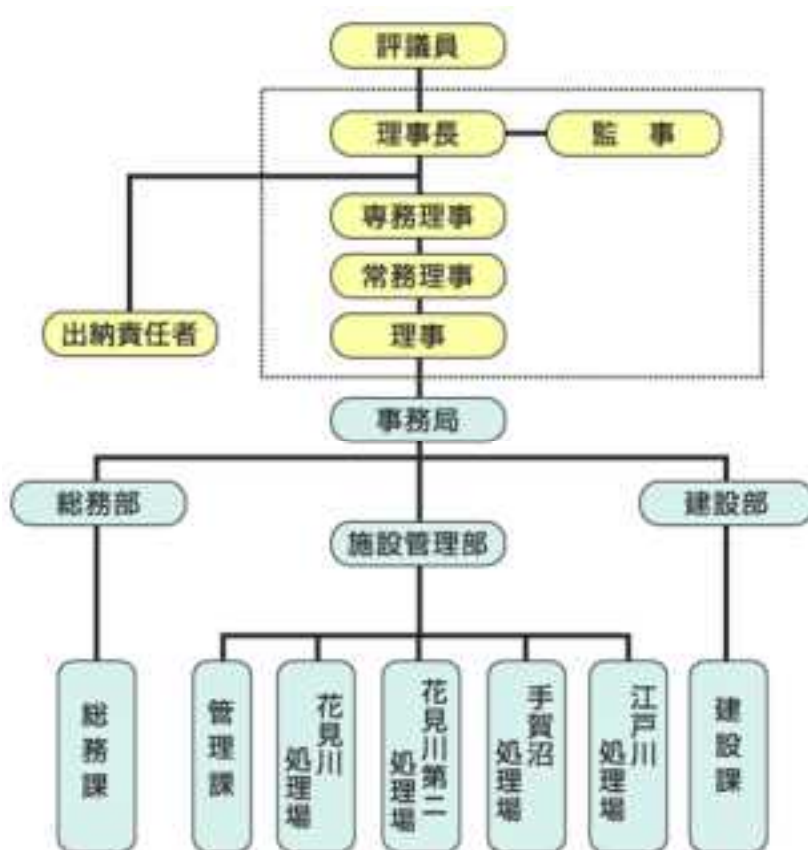 評議員
理事長
監　事
専務理事
常務理事
出納責任者
理事
事務局
総務部
施設管理部
建設部
総務課
管理課
花見川
処理場
花見川第二
処理場
手賀沼
処理場
江戸川
処理場
建設課